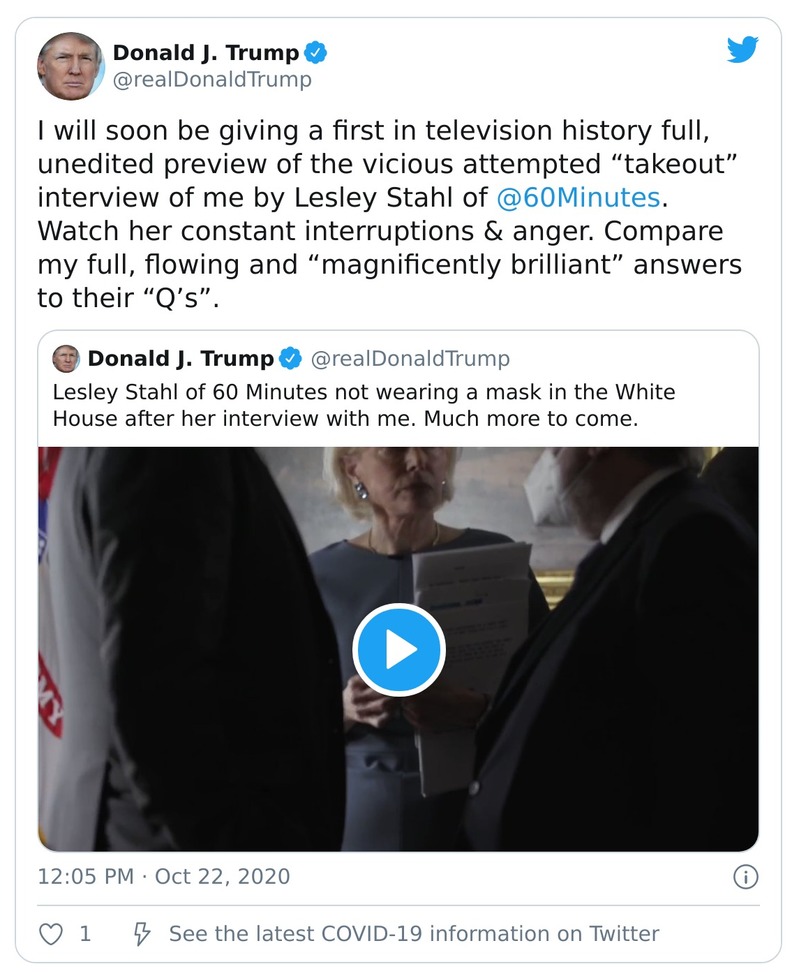 Donald J. Trump
@realDonaldTrump
I will soon be giving a first in television history full,
unedited preview of the vicious attempted “takeout”
interview of me by Lesley Stahl of @60Minutes.
Watch her constant interruptions & anger. Compare
my full, flowing and “magnificently brilliant” answers
to their “Q’s”.
Donald J. Trump @realDonaldTrump
Lesley Stahl of 60 Minutes not wearing a mask in the White
House after her interview with me. Much more to come.
12:05 PM · Oct 22, 2020
1 See the latest COVID-19 information on Twitter